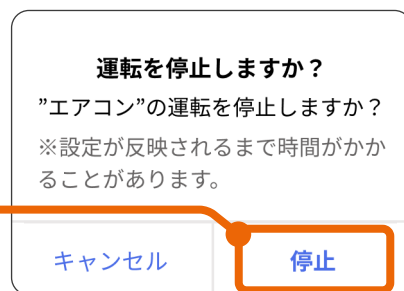 運転を停止しますか？
”エアコン”の運転を停止しますか？
※設定が反映されるまで時間がかか
ることがあります。
キャンセル
停止